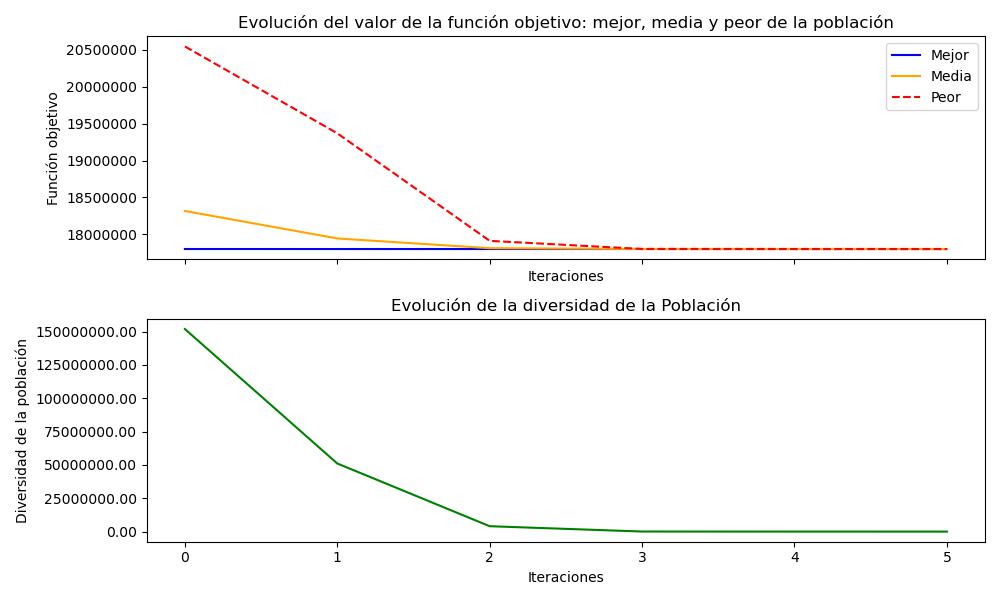 Evolución del valor de la función objetivo: mejor, media y peor de la población
Función objetivo
20500000
20000000
19500000
19000000
18500000
18000000
Mejor
Media
Peor
Iteraciones
Evolución de la diversidad de la Población
Diversidad de la población
150000000.00
125000000.00
100000000.00
75000000.00
50000000.00
25000000.00
0.00
0 1 2 3 4 5
Iteraciones